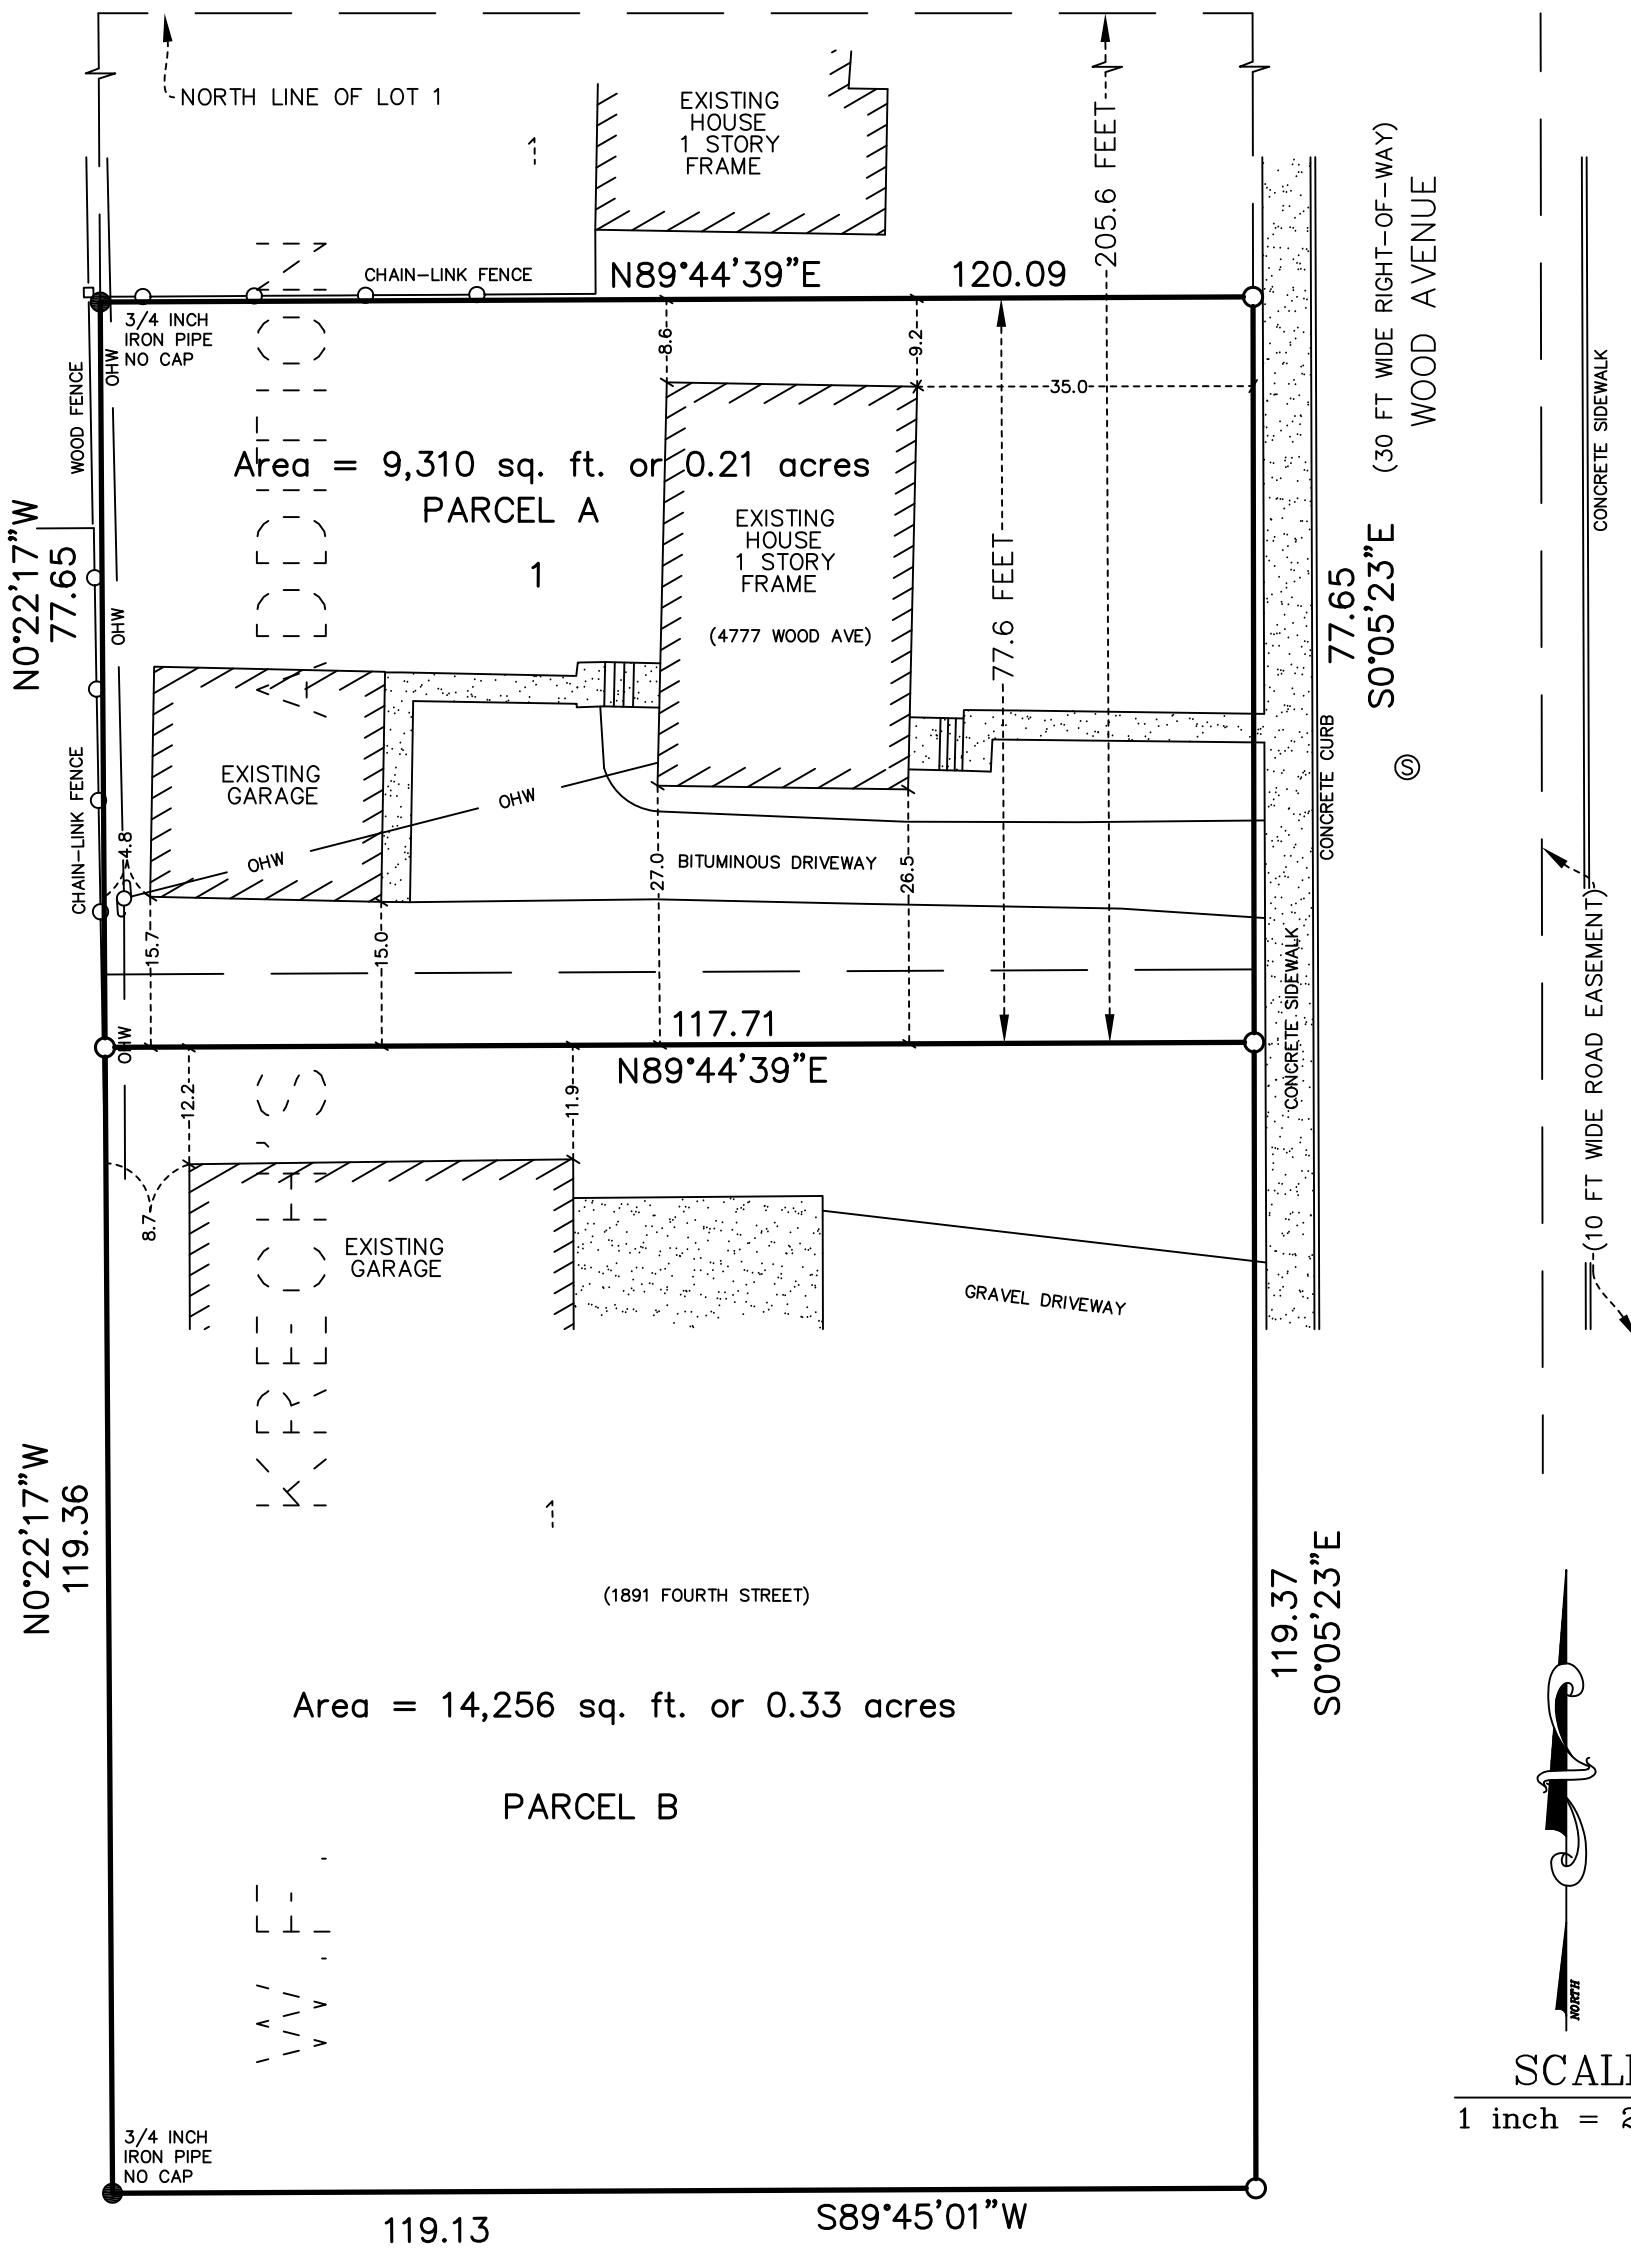 NORTH LINE OF LOT 1
1
EXISTING
HOUSE
1 STORY
FRAME
205.6 FEET
(30 FT WIDE RIGHT-OF-WAY)
WOOD AVENUE
CHAIN-LINK FENCE
N89°44'39"E 120.09
3/4 INCH
IRON PIPE
NO CAP
OHW
WOOD FENCE
8.6
9.2
35.0
CONCRETE SIDEWALK
Area = 9,310 sq. ft. or 0.21 acres
PARCEL A
1
EXISTING
HOUSE
1 STORY
FRAME
(4777 WOOD AVE)
77.6 FEET
N0°22'17"W
77.65
77.65
S0°05'23"E
OHW
ADDITION
EXISTING
GARAGE
OHW
OHW
CHAIN-LINK FENCE
4.8
BITUMINOUS DRIVEWAY
27.0
26.5
CONCRETE CURB
S
15.7
15.0
CONCRETE SIDEWALK
(10 FT WIDE ROAD EASEMENT)
117.71
N89°44'39"E
OHW
12.2
11.9
8.7
EXISTING
GARAGE
GRAVEL DRIVEWAY
KREOT'S
1
N0°22'17"W
119.36
(1891 FOURTH STREET)
119.37
S0°05'23"E
Area = 14,256 sq. ft. or 0.33 acres
PARCEL B
W.F.
NORTH
SCAL
1 inch =
3/4 INCH
IRON PIPE
NO CAP
119.13
S89°45'01"W